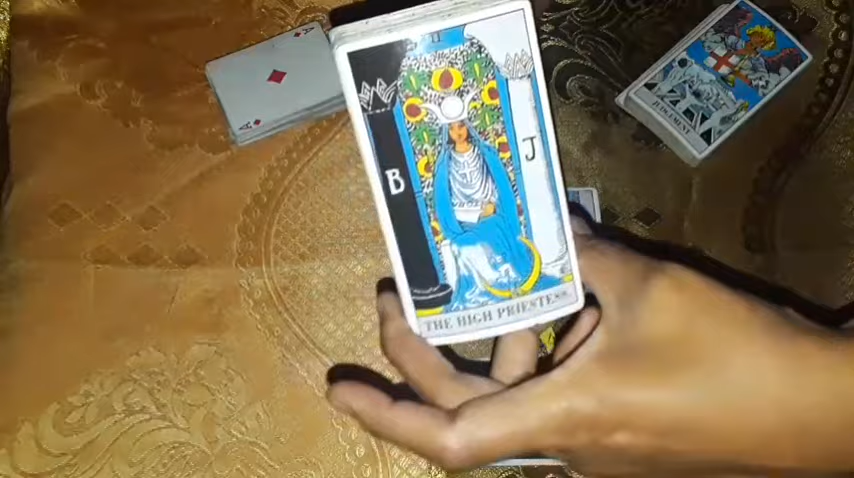 II
B
J
THE HIGH PRIESTESS.
JUDGEMENT.
A
A